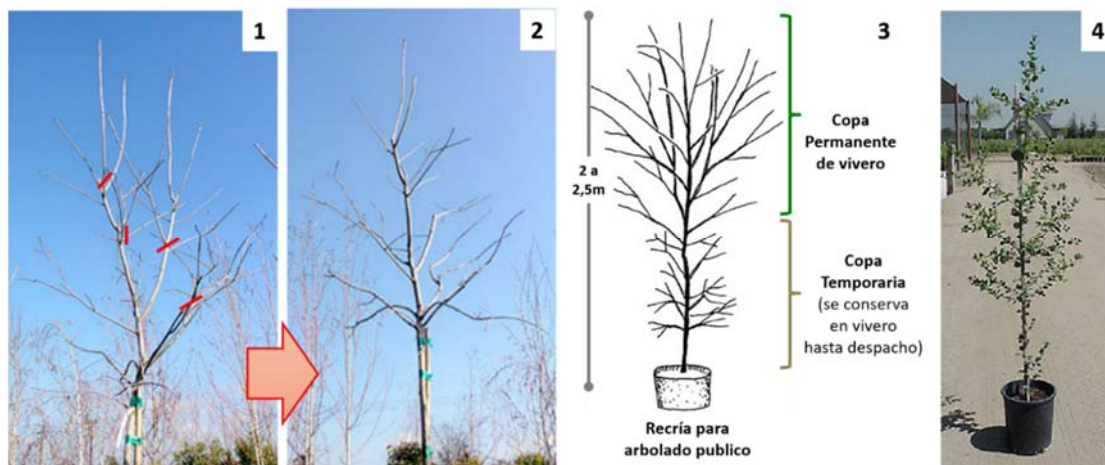 1
2
3
4
2 a
2,5m
Copa
Permanente
de vivero
Copa
Temporaria
(se conserva
en vivero
hasta despacho)
Recría para
arbolado publico